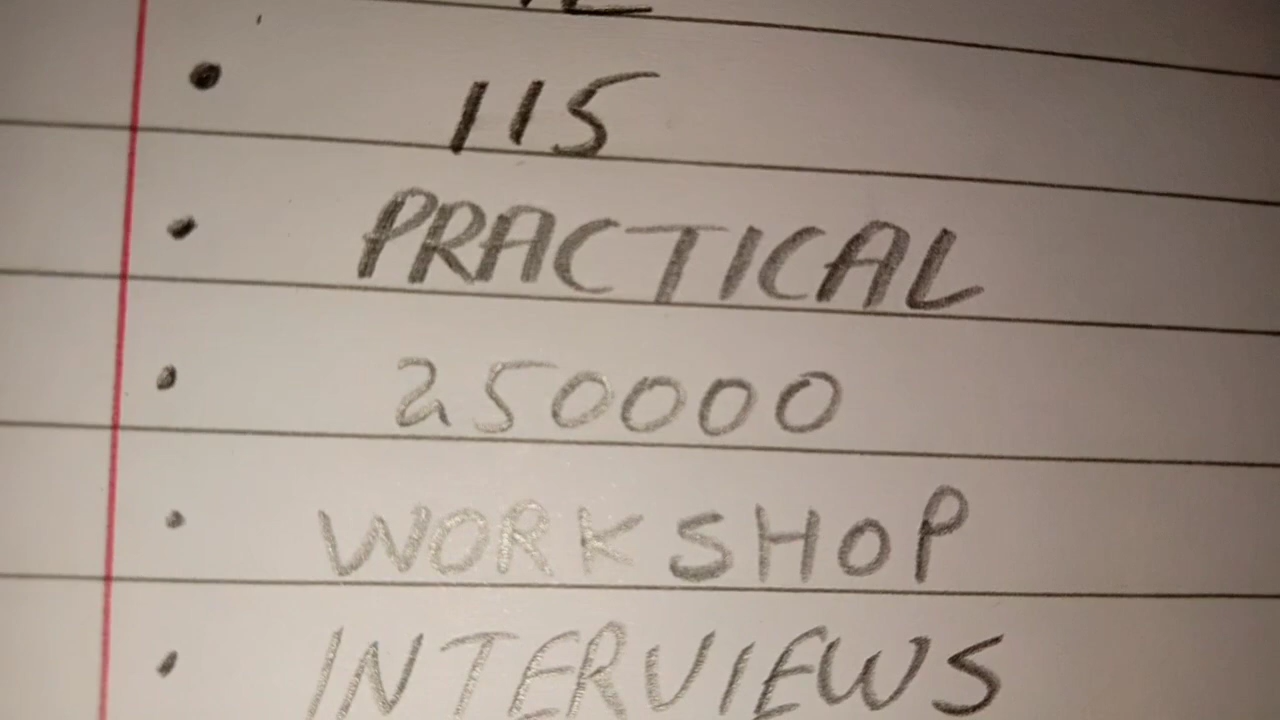 • 115
• PRACTICAL
• 250000
• WORKSHOP
• INTERVIEWS